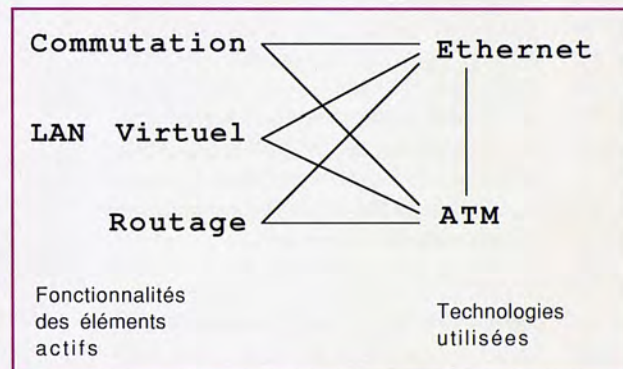 Commutation
Ethernet
LAN Virtuel
Routage
ATM
Fonctionnalités
des éléments
actifs
Technologies
utilisées